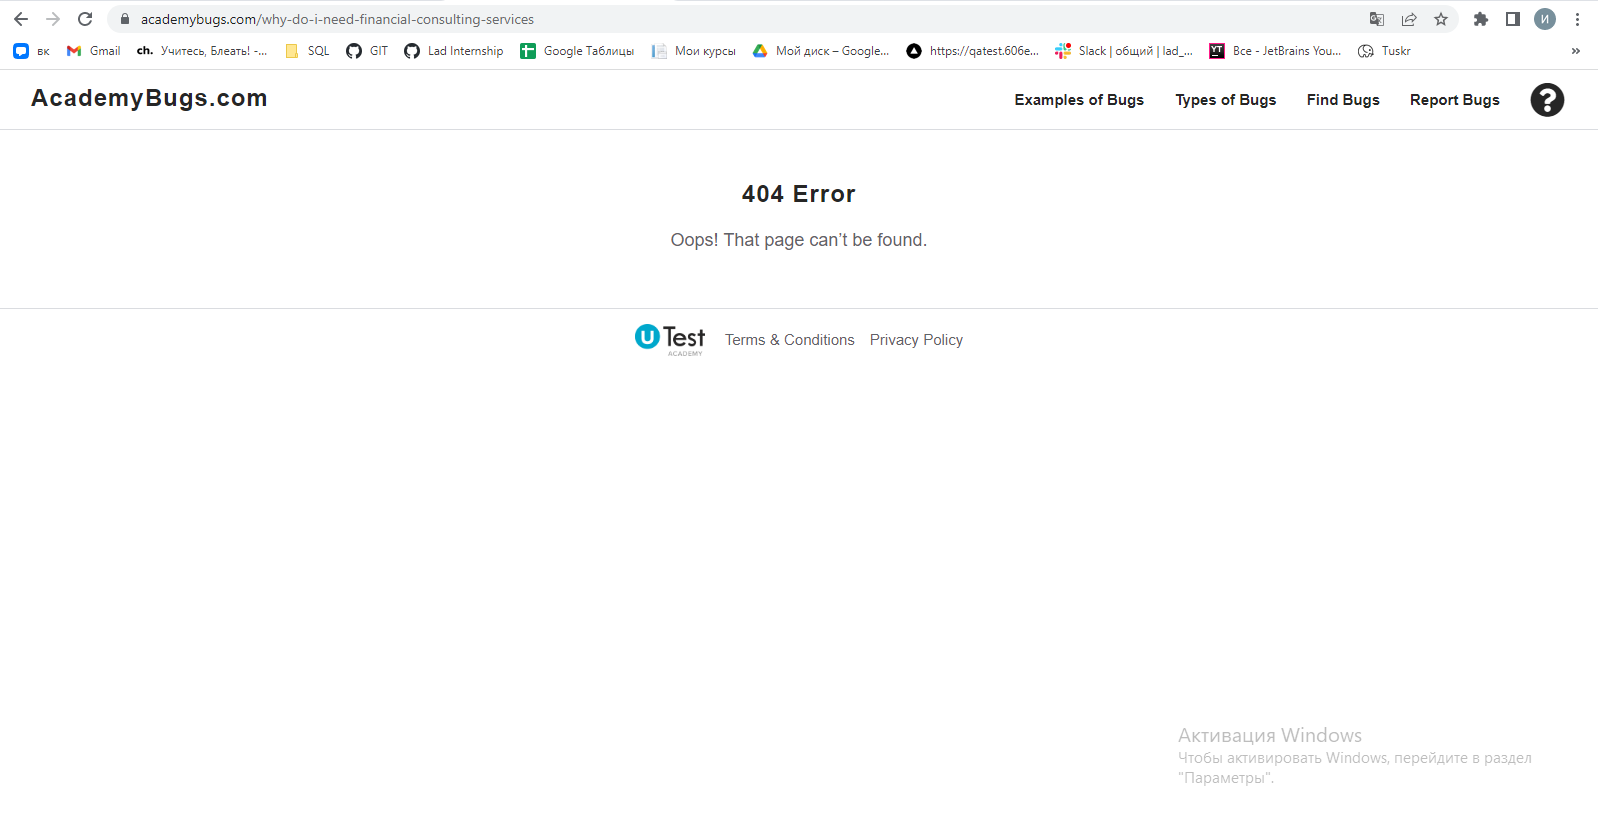 academybugs.com/why-do-i-need-financial-consulting-services
И
вк
Gmail
ch. Учитесь, Блеать! -...
SQL
GIT
Lad Internship
Google Таблицы
Мои курсы
Мой диск – Google...
https://qatest.606e...
Slack | общий | lad_...
YT Все - JetBrains You...
Tuskr
»
AcademyBugs.com
Examples of Bugs
Types of Bugs
Find Bugs
Report Bugs
?
404 Error
Oops! That page can’t be found.
U Test
ACADEMY
Terms & Conditions
Privacy Policy
Активация Windows
Чтобы активировать Windows, перейдите в раздел
"Параметры".